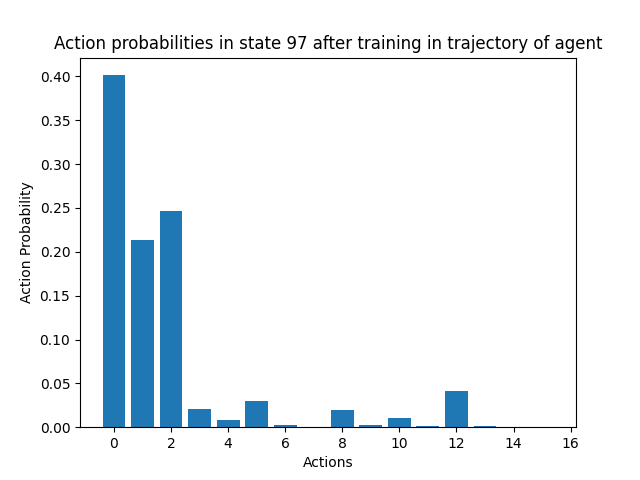 Action probabilities in state 97 after training in trajectory of agent
0.40
0.35
0.30
0.25
0.20
0.15
0.10
0.05
0.00
Action Probability
0 2 4 6 8 10 12 14 16
Actions